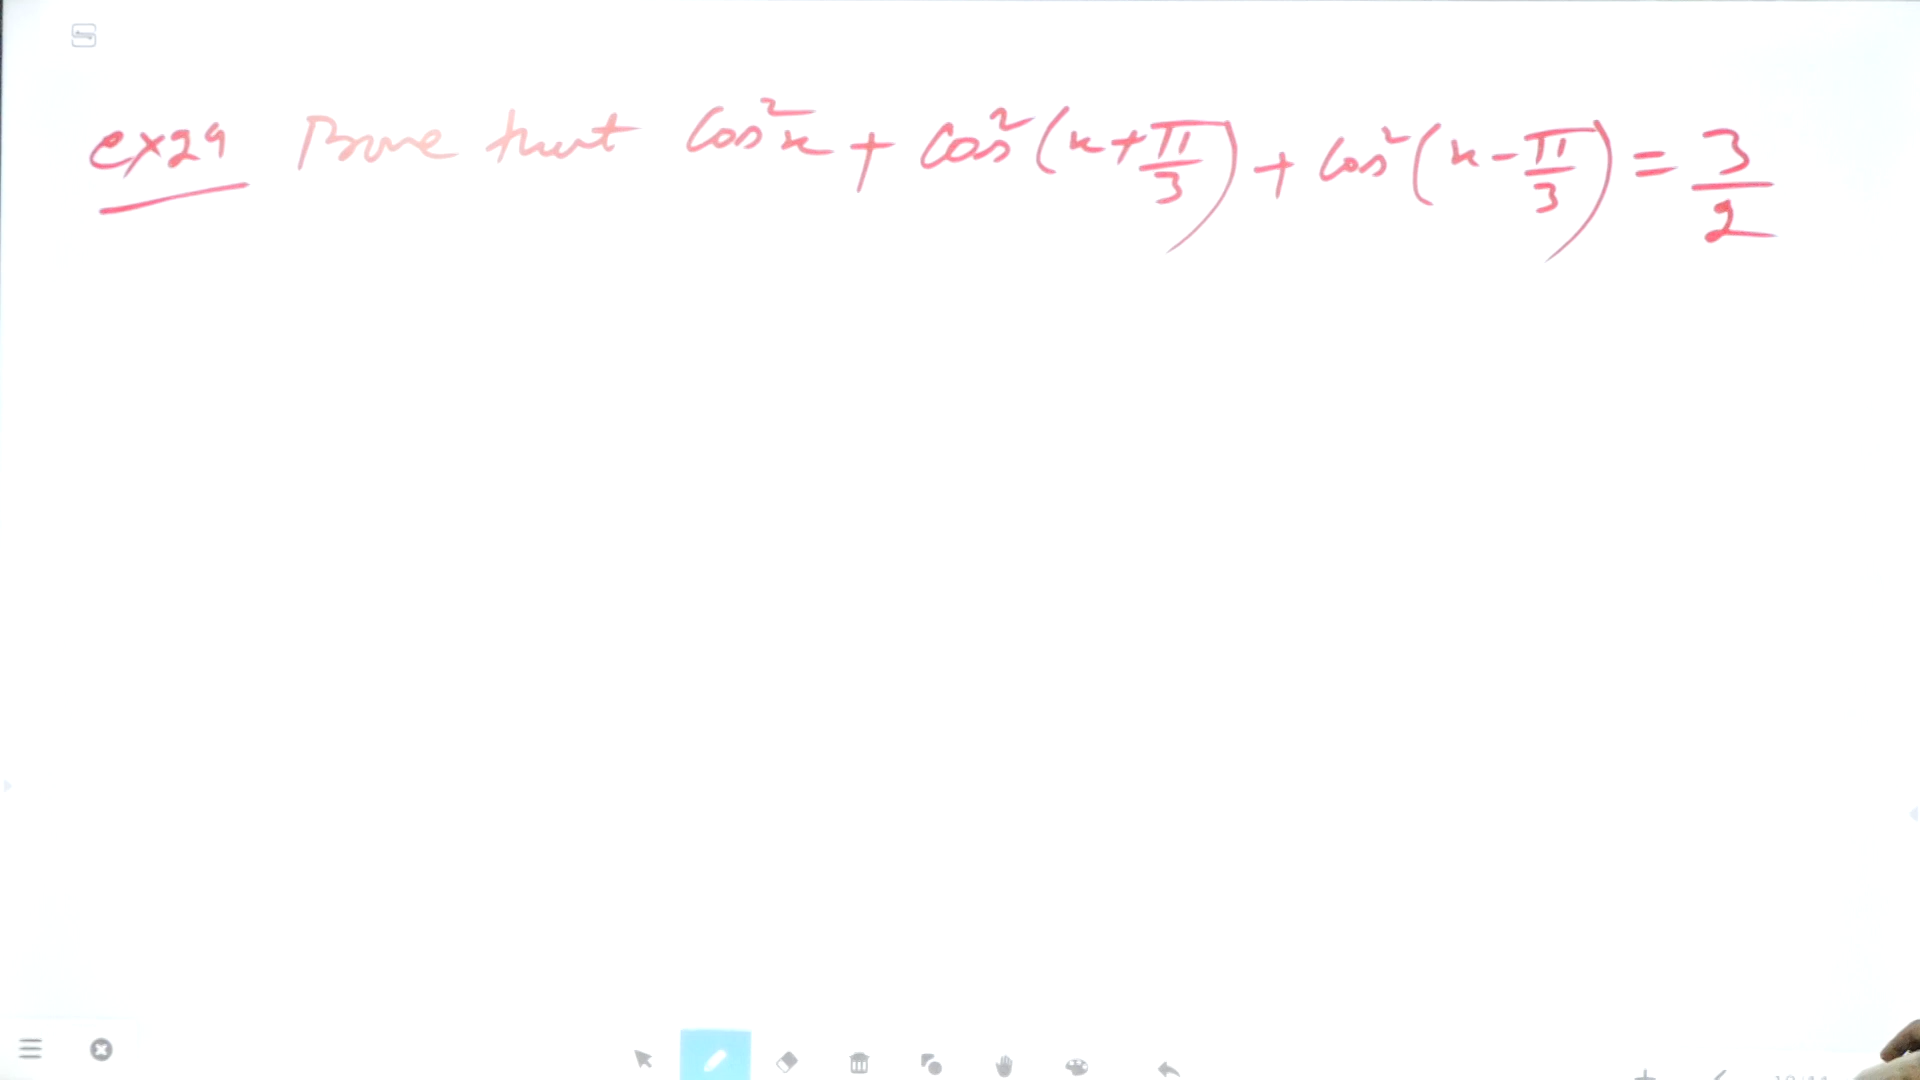 ex29 Prove that cos²x + cos²(x + π/3) + cos²(x - π/3) = 3/2